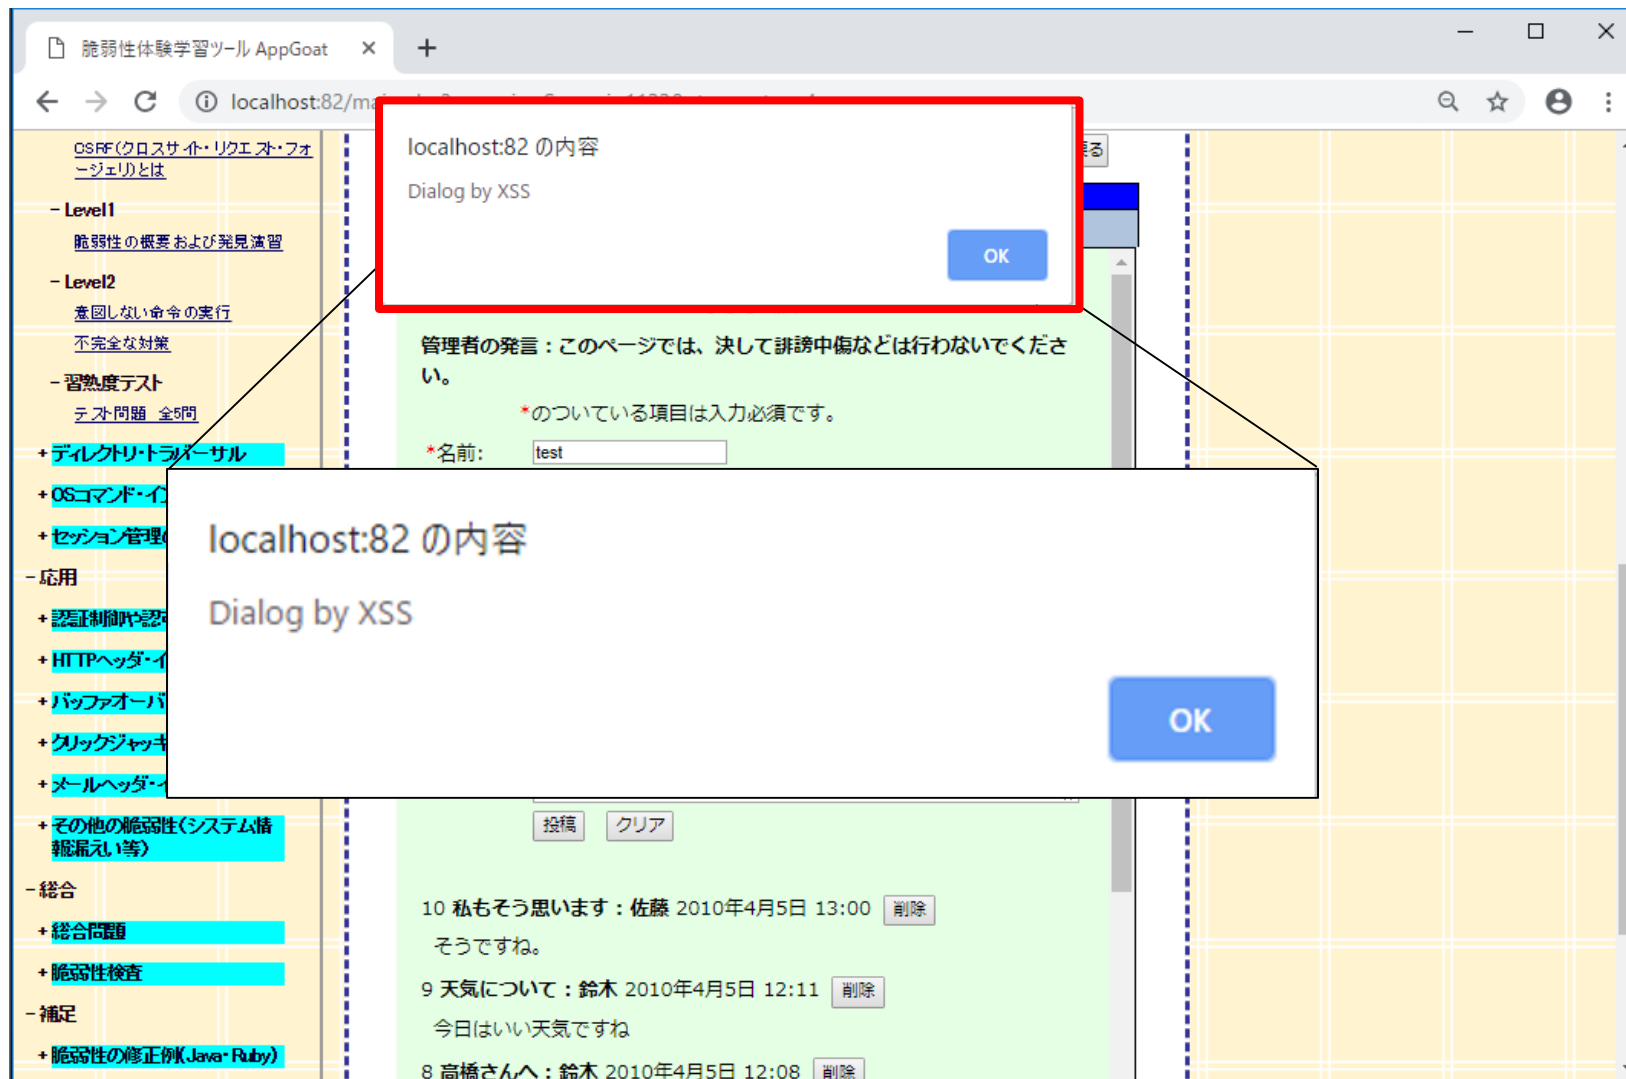 脆弱性体験学習ツール AppGoat
localhost:82/mai
CSRF(クロスサイト・リクエスト・フォ
ージェリ)とは
- Level1
脆弱性の概要および発見演習
- Level2
意図しない命令の実行
不完全な対策
- 習熟度テスト
テスト問題 全5問
+ ディレクトリ・トラバーサル
+ OSコマンド・イン
+ セッション管理の
- 応用
+ 認証制御や認可
+ HTTPヘッダ・イ
+ バッファオーバ
+ クリックジャッキ
+ メールヘッダ・イ
+ その他の脆弱性(システム情
報漏えい等)
- 総合
+ 総合問題
+ 脆弱性検査
- 補足
+ 脆弱性の修正例(Java・Ruby)
localhost:82 の内容
Dialog by XSS
OK
戻る
管理者の発言：このページでは、決して誹謗中傷などは行わないでくださ
い。
*のついている項目は入力必須です。
*名前: test
localhost:82 の内容
Dialog by XSS
OK
投稿 クリア
10 私もそう思います：佐藤 2010年4月5日 13:00 削除
そうですね。
9 天気について：鈴木 2010年4月5日 12:11 削除
今日はいい天気ですね
8 高橋さんへ：鈴木 2010年4月5日 12:08 削除